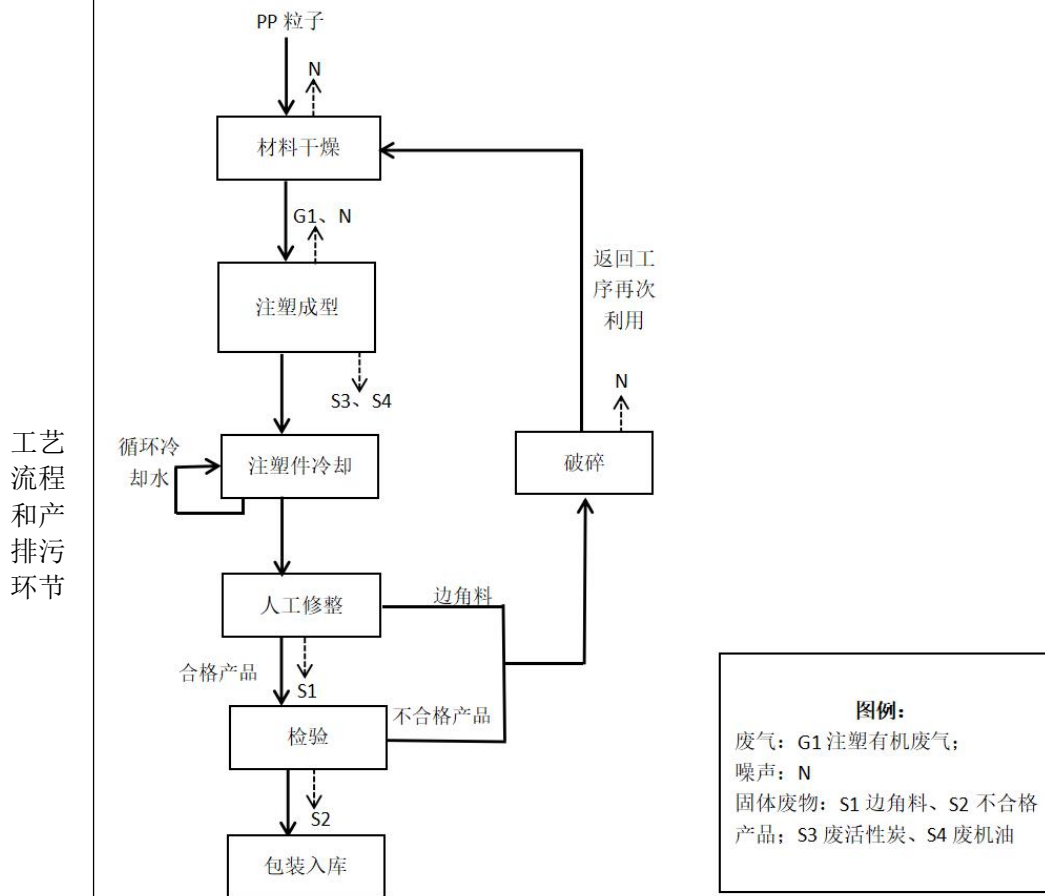 工艺
流程
和产
排污
环节
PP 粒子
N
材料干燥
G1、N
注塑成型
S3、S4
返回工
序再次
利用
N
破碎
循环冷
却水
注塑件冷却
人工修整
边角料
合格产品
S1
不合格产品
检验
S2
包装入库
图例：
废气：G1 注塑有机废气；
噪声：N
固体废物：S1 边角料、S2 不合格
产品；S3 废活性炭、S4 废机油